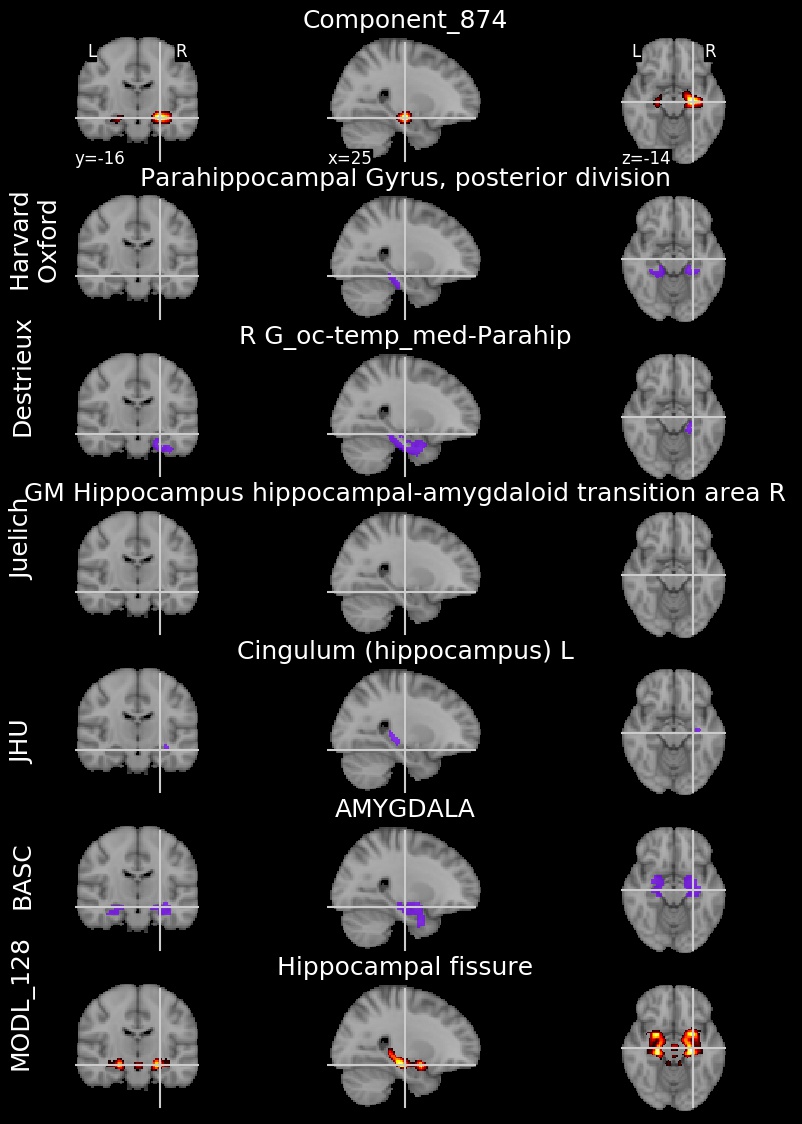 Component_874
L R
L R
y=-16
x=25
z=-14
Parahippocampal Gyrus, posterior division
Harvard
Oxford
R G_oc-temp_med-Parahip
Destrieux
GM Hippocampus hippocampal-amygdaloid transition area R
Juelich
Cingulum (hippocampus) L
JHU
AMYGDALA
BASC
Hippocampal fissure
MODL_128